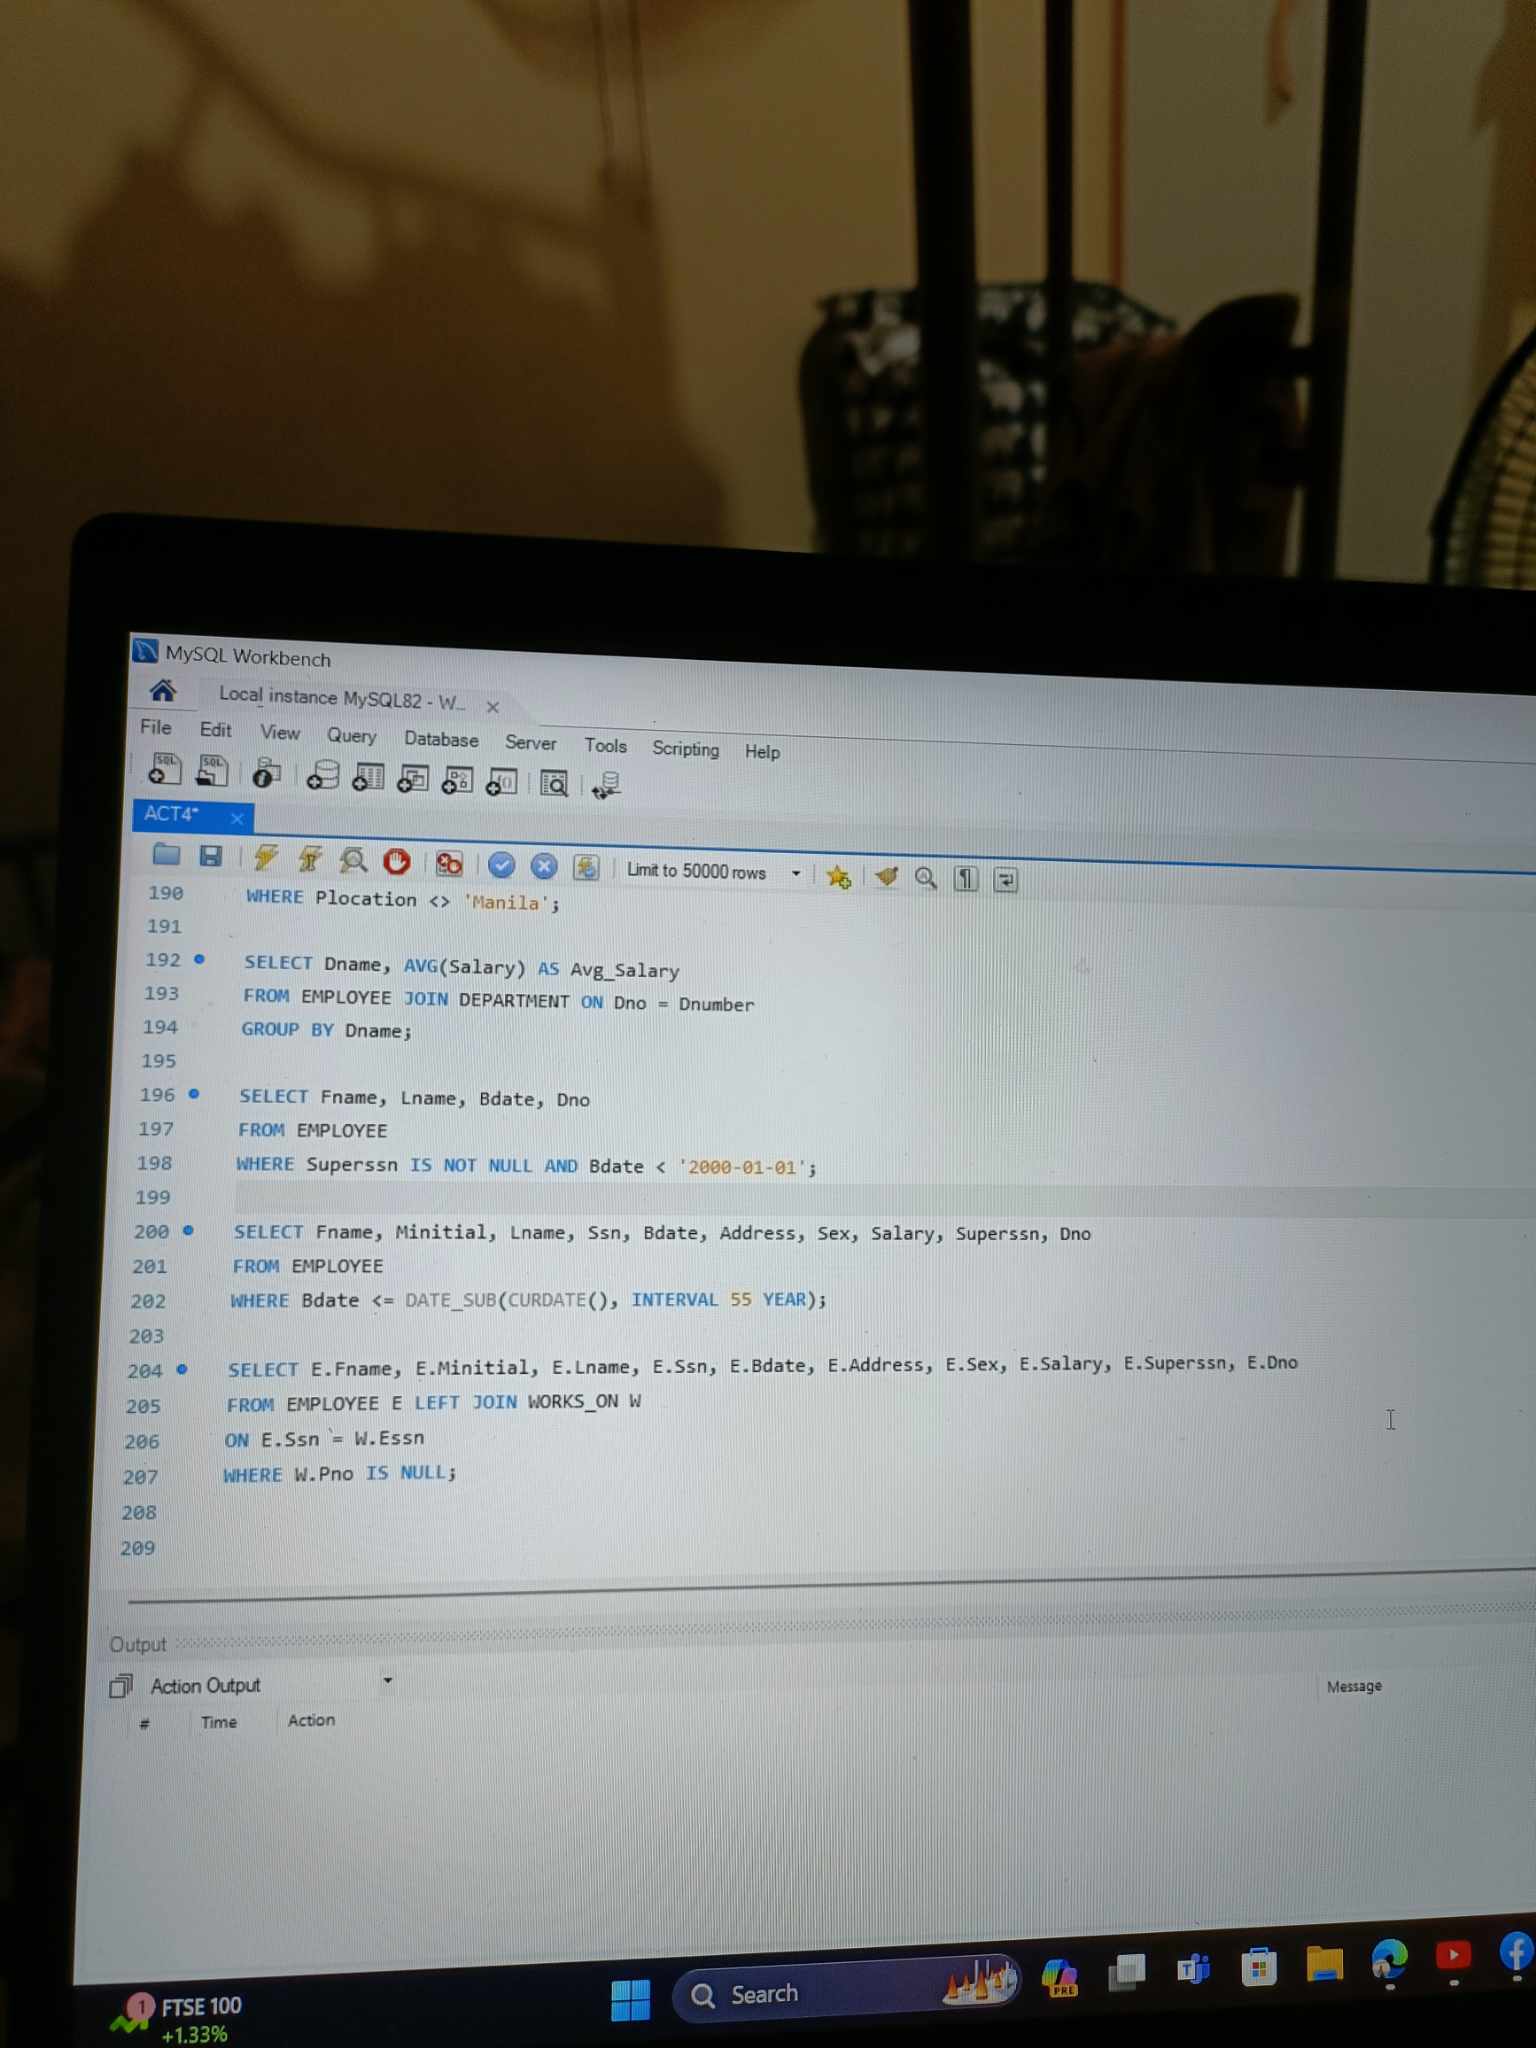 MySQL Workbench
Local instance MySQL82 - W...
File Edit View Query Database Server Tools Scripting Help
ACT4*
Limit to 50000 rows
190 WHERE Plocation <> 'Manila';
191
192 SELECT Dname, AVG(Salary) AS Avg_Salary
193 FROM EMPLOYEE JOIN DEPARTMENT ON Dno = Dnumber
194 GROUP BY Dname;
195
196 SELECT Fname, Lname, Bdate, Dno
197 FROM EMPLOYEE
198 WHERE Superssn IS NOT NULL AND Bdate < '2000-01-01';
199
200 SELECT Fname, Minitial, Lname, Ssn, Bdate, Address, Sex, Salary, Superssn, Dno
201 FROM EMPLOYEE
202 WHERE Bdate <= DATE_SUB(CURDATE(), INTERVAL 55 YEAR);
203
204 SELECT E.Fname, E.Minitial, E.Lname, E.Ssn, E.Bdate, E.Address, E.Sex, E.Salary, E.Superssn, E.Dno
205 FROM EMPLOYEE E LEFT JOIN WORKS_ON W
206 ON E.Ssn = W.Essn
207 WHERE W.Pno IS NULL;
208
209
Output
Action Output
# Time Action Message
1 FTSE 100
+1.33%
Search
PRE